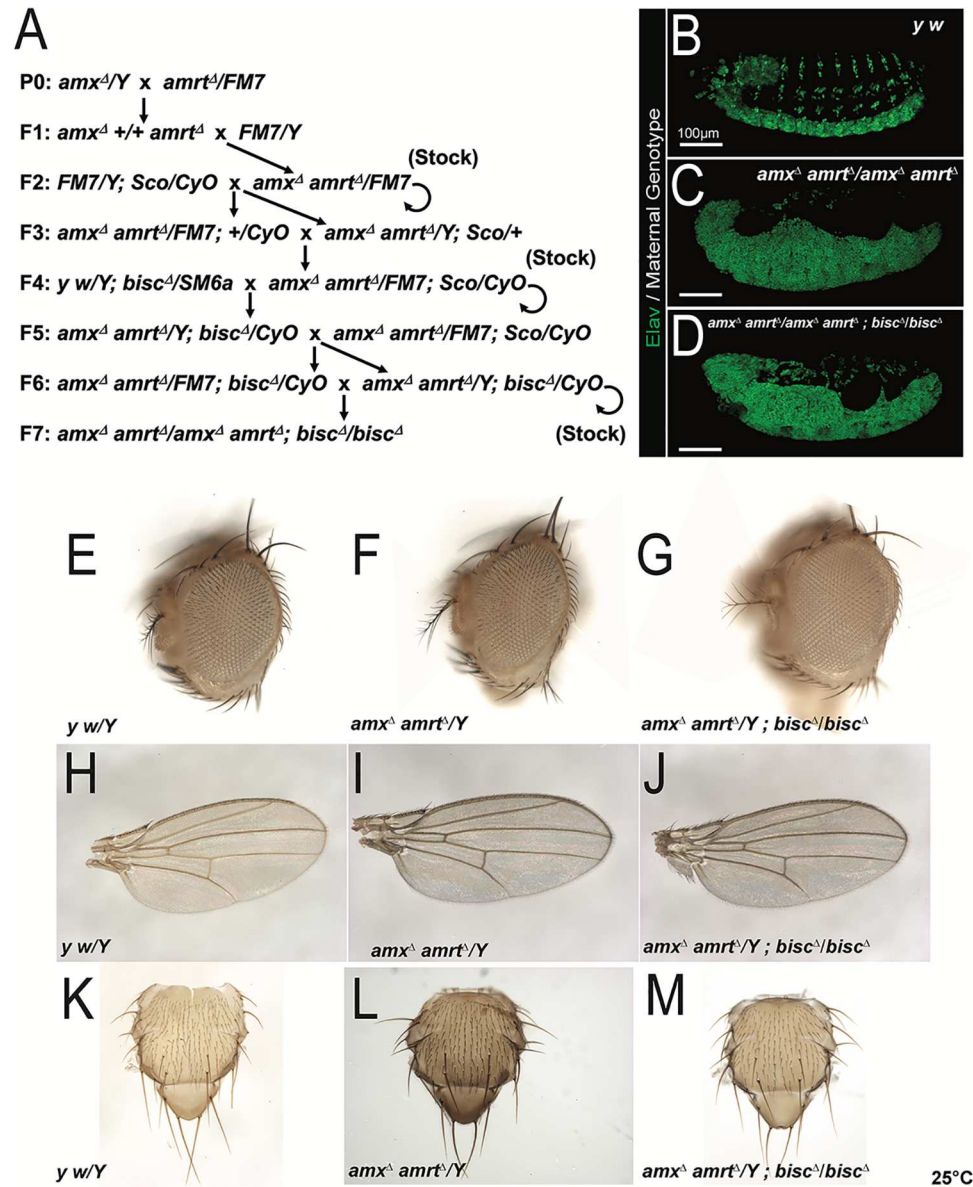 A
P0: amxΔ/Y x amrtΔ/FM7
F1: amxΔ +/+ amrtΔ x FM7/Y
(Stock)
F2: FM7/Y; Sco/CyO x amxΔ amrtΔ/FM7
F3: amxΔ amrtΔ/FM7; +/CyO x amxΔ amrtΔ/Y; Sco/+
(Stock)
F4: y w/Y; biscΔ/SM6a x amxΔ amrtΔ/FM7; Sco/CyO
F5: amxΔ amrtΔ/Y; biscΔ/CyO x amxΔ amrtΔ/FM7; Sco/CyO
F6: amxΔ amrtΔ/FM7; biscΔ/CyO x amxΔ amrtΔ/Y; biscΔ/CyO
(Stock)
F7: amxΔ amrtΔ/amxΔ amrtΔ; biscΔ/biscΔ
Elav / Maternal Genotype
B
y w
100µm
C
amxΔ amrtΔ/amxΔ amrtΔ
D
amxΔ amrtΔ/amxΔ amrtΔ ; biscΔ/biscΔ
E
y w/Y
F
amxΔ amrtΔ/Y
G
amxΔ amrtΔ/Y ; biscΔ/biscΔ
H
y w/Y
I
amxΔ amrtΔ/Y
J
amxΔ amrtΔ/Y ; biscΔ/biscΔ
K
y w/Y
L
amxΔ amrtΔ/Y
M
amxΔ amrtΔ/Y ; biscΔ/biscΔ
25°C